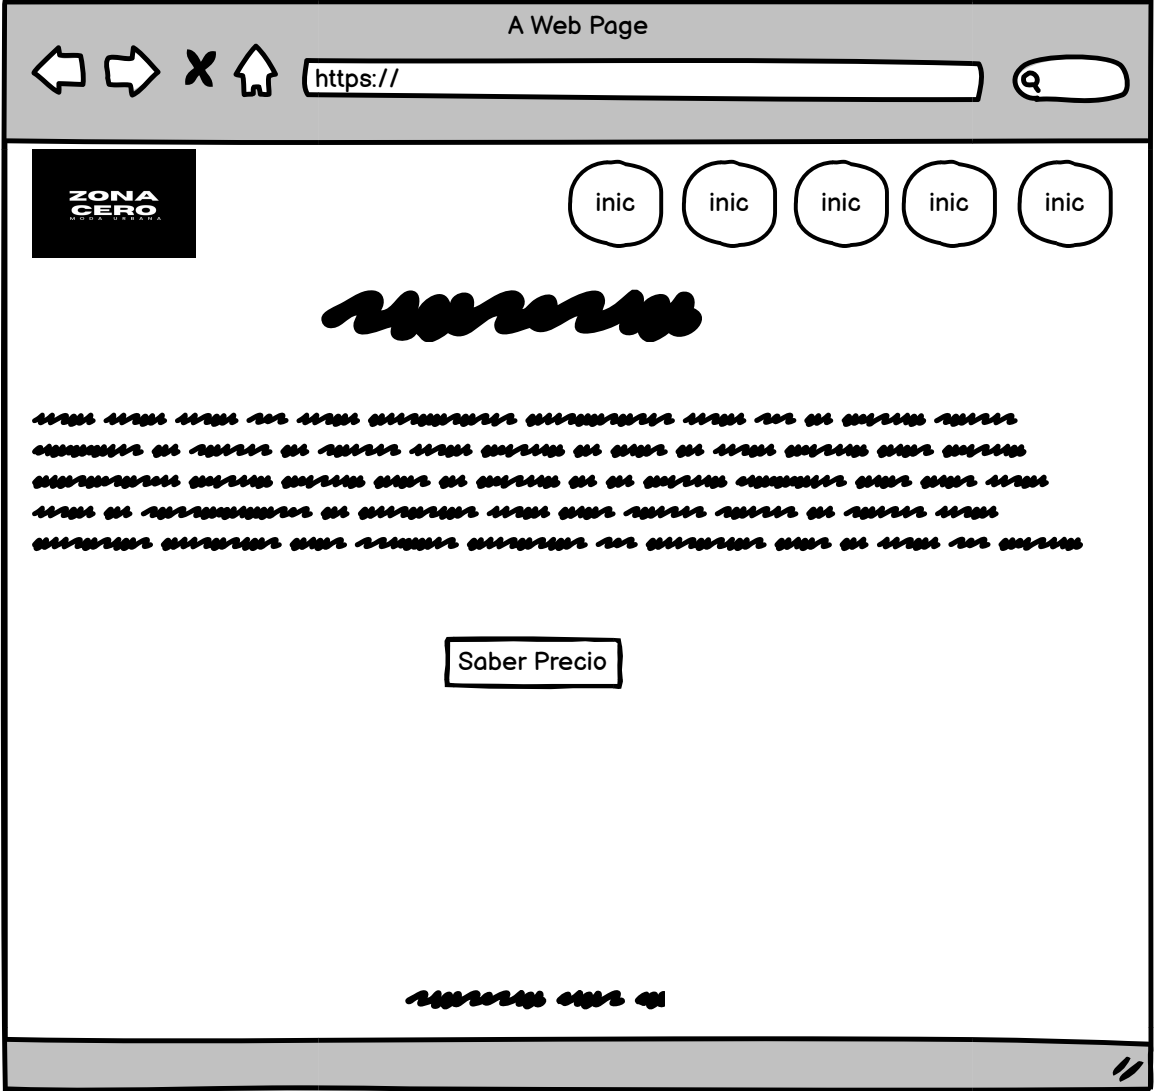 A Web Page
https://
ZONA
CERO
MODA URBANA
inic inic inic inic inic
Saber Precio